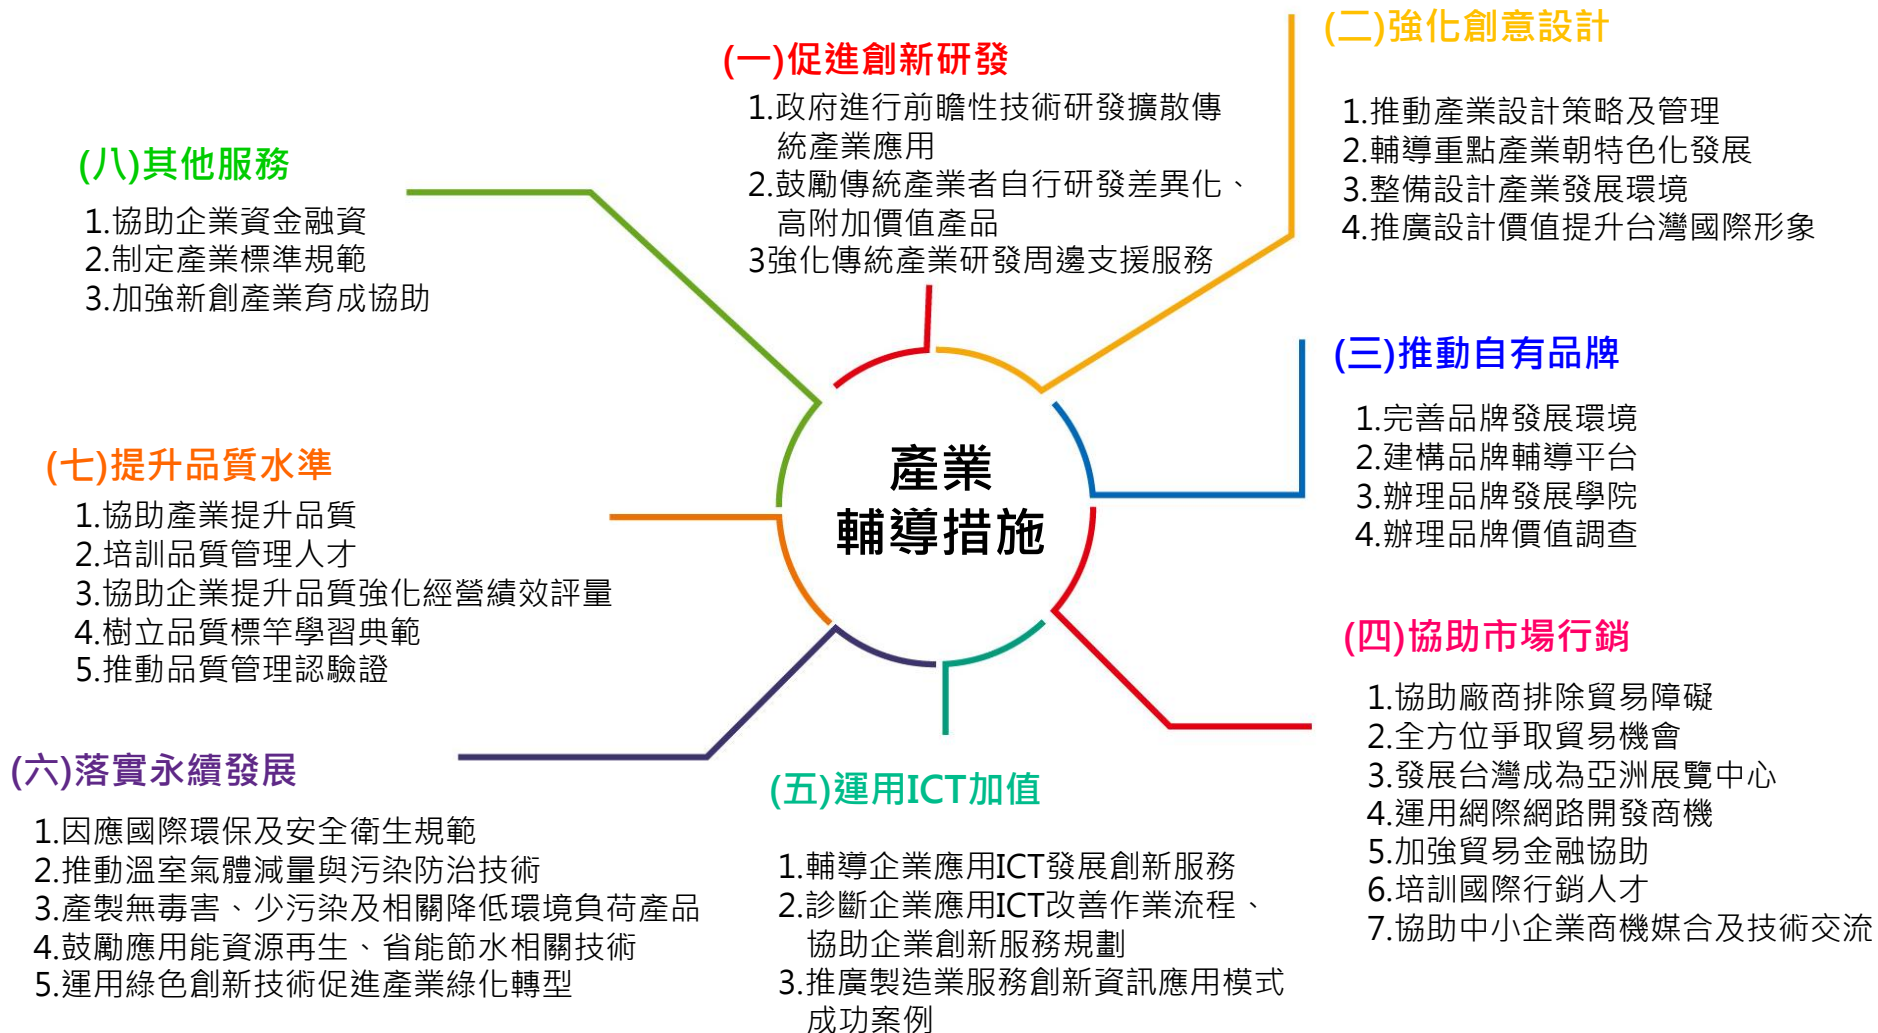 (一)促進創新研發
1.政府進行前瞻性技術研發擴散傳
統產業應用
2.鼓勵傳統產業者自行研發差異化、
高附加價值產品
3強化傳統產業研發周邊支援服務
(二)強化創意設計
1.推動產業設計策略及管理
2.輔導重點產業朝特色化發展
3.整備設計產業發展環境
4.推廣設計價值提升台灣國際形象
(三)推動自有品牌
1.完善品牌發展環境
2.建構品牌輔導平台
3.辦理品牌發展學院
4.辦理品牌價值調查
(四)協助市場行銷
1.協助廠商排除貿易障礙
2.全方位爭取貿易機會
3.發展台灣成為亞洲展覽中心
4.運用網際網路開發商機
5.加強貿易金融協助
6.培訓國際行銷人才
7.協助中小企業商機媒合及技術交流
(五)運用ICT加值
1.輔導企業應用ICT發展創新服務
2.診斷企業應用ICT改善作業流程、
協助企業創新服務規劃
3.推廣製造業服務創新資訊應用模式
成功案例
(六)落實永續發展
1.因應國際環保及安全衛生規範
2.推動溫室氣體減量與污染防治技術
3.產製無毒害、少污染及相關降低環境負荷產品
4.鼓勵應用能資源再生、省能節水相關技術
5.運用綠色創新技術促進產業綠化轉型
(七)提升品質水準
1.協助產業提升品質
2.培訓品質管理人才
3.協助企業提升品質強化經營績效評量
4.樹立品質標竿學習典範
5.推動品質管理認驗證
(八)其他服務
1.協助企業資金融資
2.制定產業標準規範
3.加強新創產業育成協助
產業
輔導措施